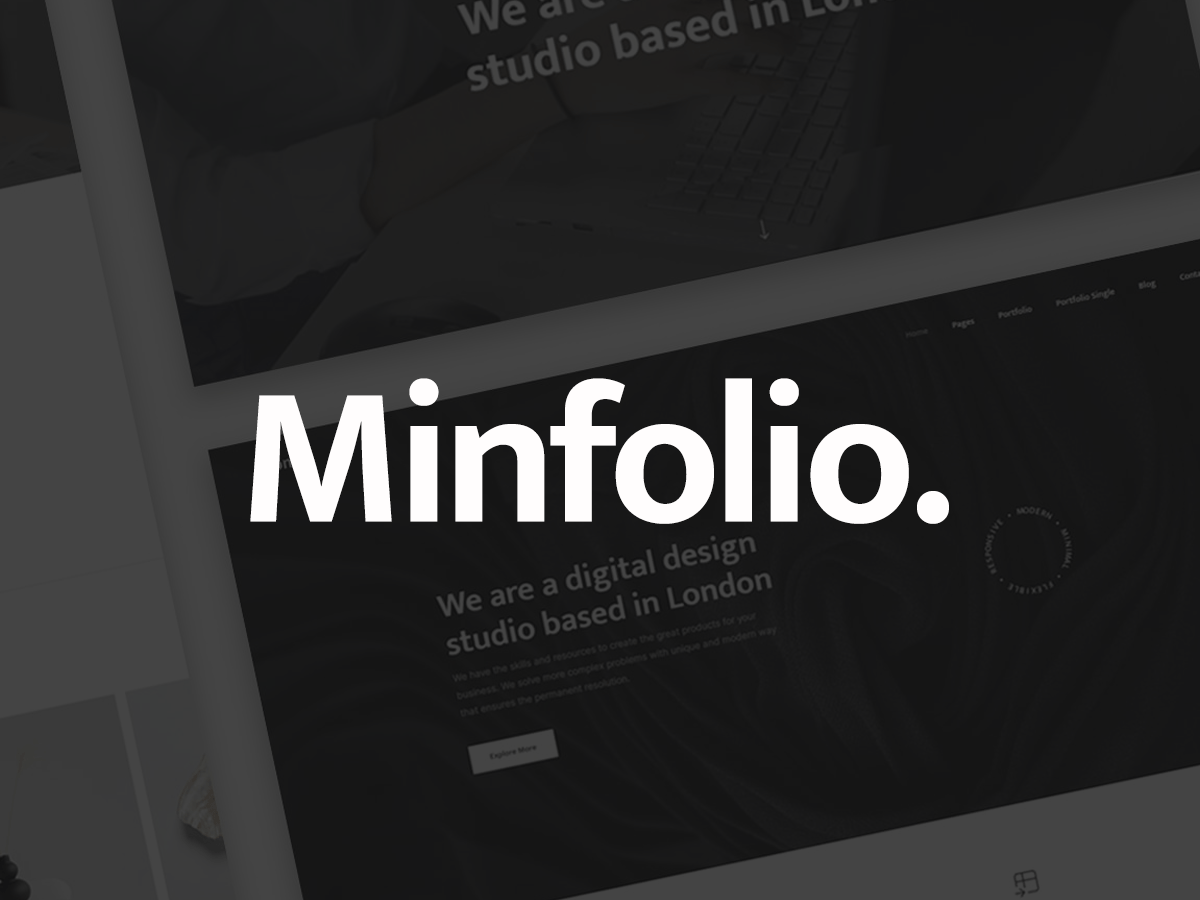 We are
studio based in Lon
Home Pages Portfolio Portfolio Single Blog Conta
Minfolio.
MODERN • MINIMAL • FLEXIBLE • RESPONSIVE •
We are a digital design
studio based in London
We have the skills and resources to create the great products for your
business. We solve more complex problems with unique and modern way
that ensures the permanent resolution.
Explore More